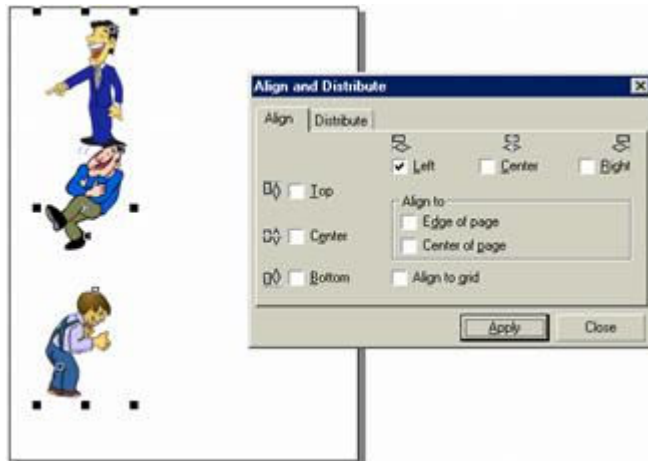 Align and Distribute
Align Distribute
Left Center Right
Top
Align to
Edge of page
Center
Center of page
Bottom Align to grid
Apply Close